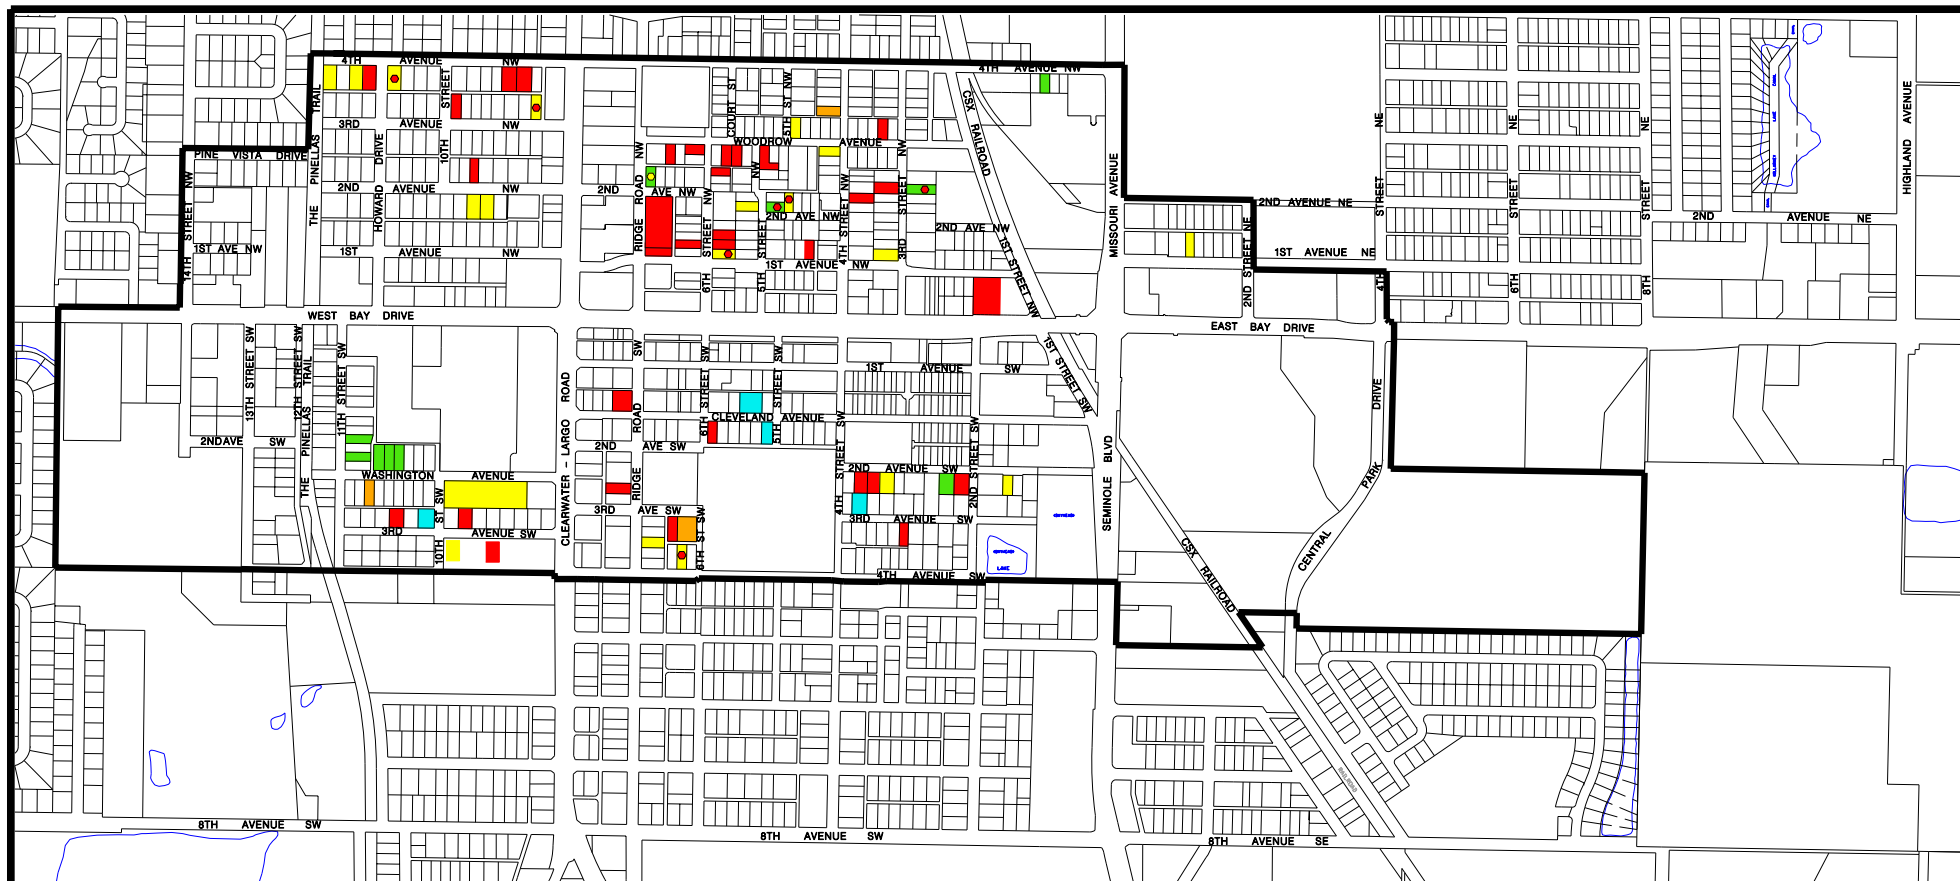 4TH AVENUE NW
4TH AVENUE NW
COURT ST
5TH ST NW
CSX RAILROAD
THE PINELLAS TRAIL
10TH STREET
3RD AVENUE NW
WOODROW AVENUE
NE
NE
NE
HIGHLAND AVENUE
PINE VISTA DRIVE
HOWARD DRIVE
NW
NW
NW
MISSOURI AVENUE
14TH STREET NW
2ND AVENUE NW
2ND AVE NW
RIDGE ROAD
6TH STREET NW
5TH STREET
4TH STREET NW
3RD STREET
2ND AVE NW
2ND AVE NW
2ND AVENUE NE
4TH STREET
6TH STREET
8TH STREET
2ND AVENUE NE
1ST AVE NW
1ST AVENUE NW
1ST AVENUE NW
1ST STREET NW
2ND STREET NE
1ST AVENUE NE
WEST BAY DRIVE
EAST BAY DRIVE
13TH STREET SW
12TH STREET SW
THE PINELLAS TRAIL
11TH STREET SW
CLEARWATER - LARGO ROAD
SW
RIDGE ROAD
6TH STREET SW
5TH STREET SW
1ST AVENUE SW
1ST STREET SW
CLEVELAND AVENUE
4TH STREET SW
2ND STREET SW
CENTRAL PARK DRIVE
2ND AVE SW
2ND AVE SW
SEMINOLE BLVD
WASHINGTON AVENUE
2ND AVENUE SW
10TH ST SW
3RD AVENUE SW
3RD AVE SW
6TH ST SW
4TH
3RD AVENUE SW
LAKE
4TH AVENUE SW
CSX RAILROAD
RAILROAD
8TH AVENUE SW
8TH AVENUE SW
8TH AVENUE SE